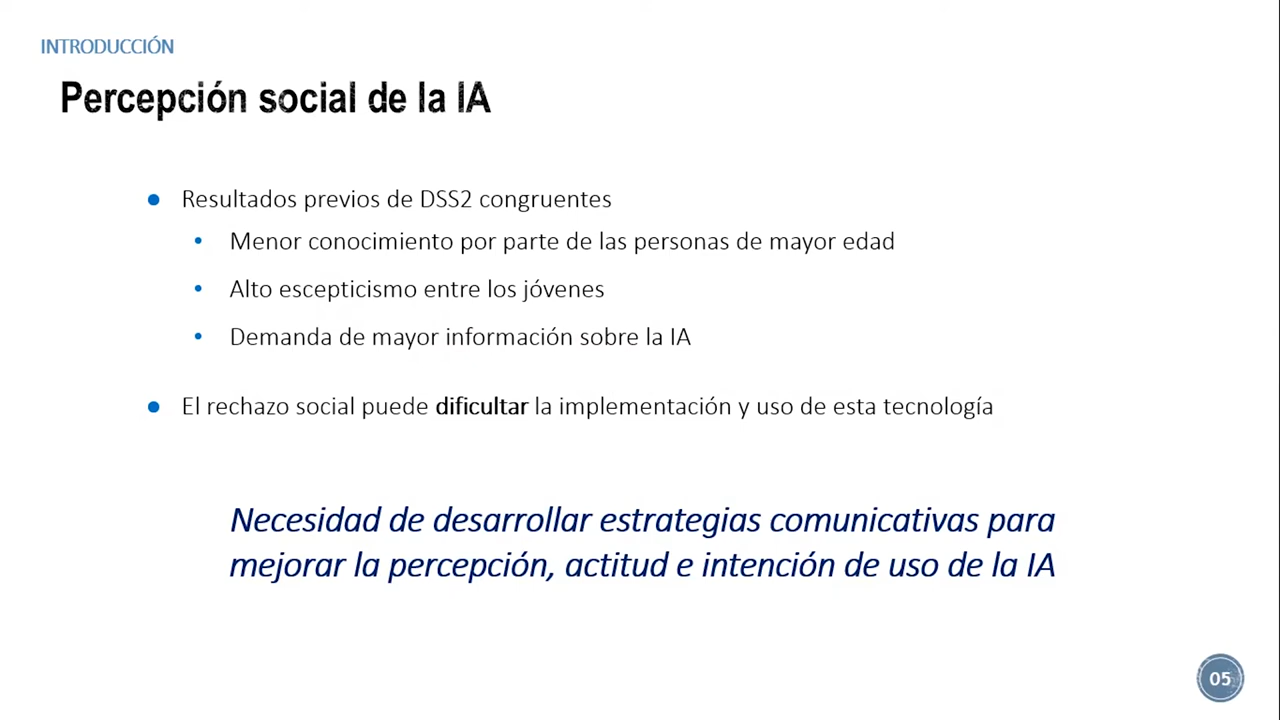 INTRODUCCIÓN
Percepción social de la IA
Resultados previos de DSS2 congruentes
Menor conocimiento por parte de las personas de mayor edad
Alto escepticismo entre los jóvenes
Demanda de mayor información sobre la IA
El rechazo social puede dificultar la implementación y uso de esta tecnología
Necesidad de desarrollar estrategias comunicativas para
mejorar la percepción, actitud e intención de uso de la IA
05